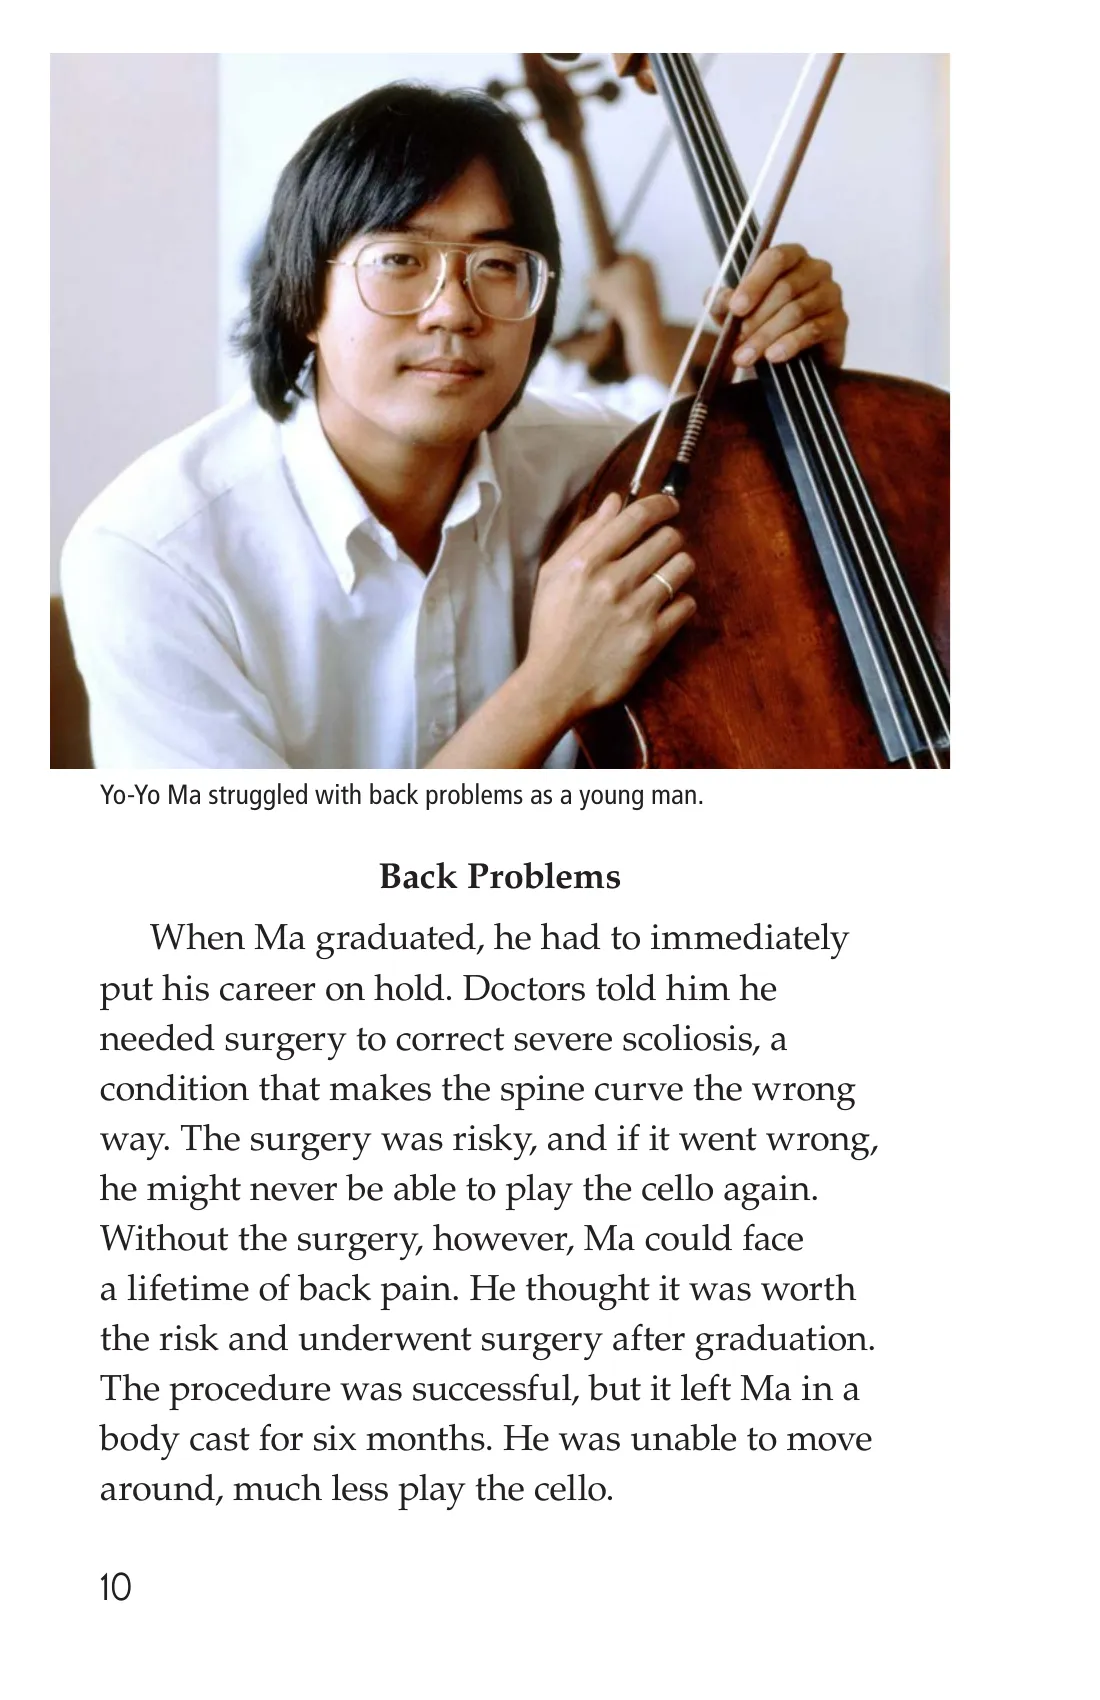 Yo-Yo Ma struggled with back problems as a young man.
Back Problems
When Ma graduated, he had to immediately
put his career on hold. Doctors told him he
needed surgery to correct severe scoliosis, a
condition that makes the spine curve the wrong
way. The surgery was risky, and if it went wrong,
he might never be able to play the cello again.
Without the surgery, however, Ma could face
a lifetime of back pain. He thought it was worth
the risk and underwent surgery after graduation.
The procedure was successful, but it left Ma in a
body cast for six months. He was unable to move
around, much less play the cello.
10